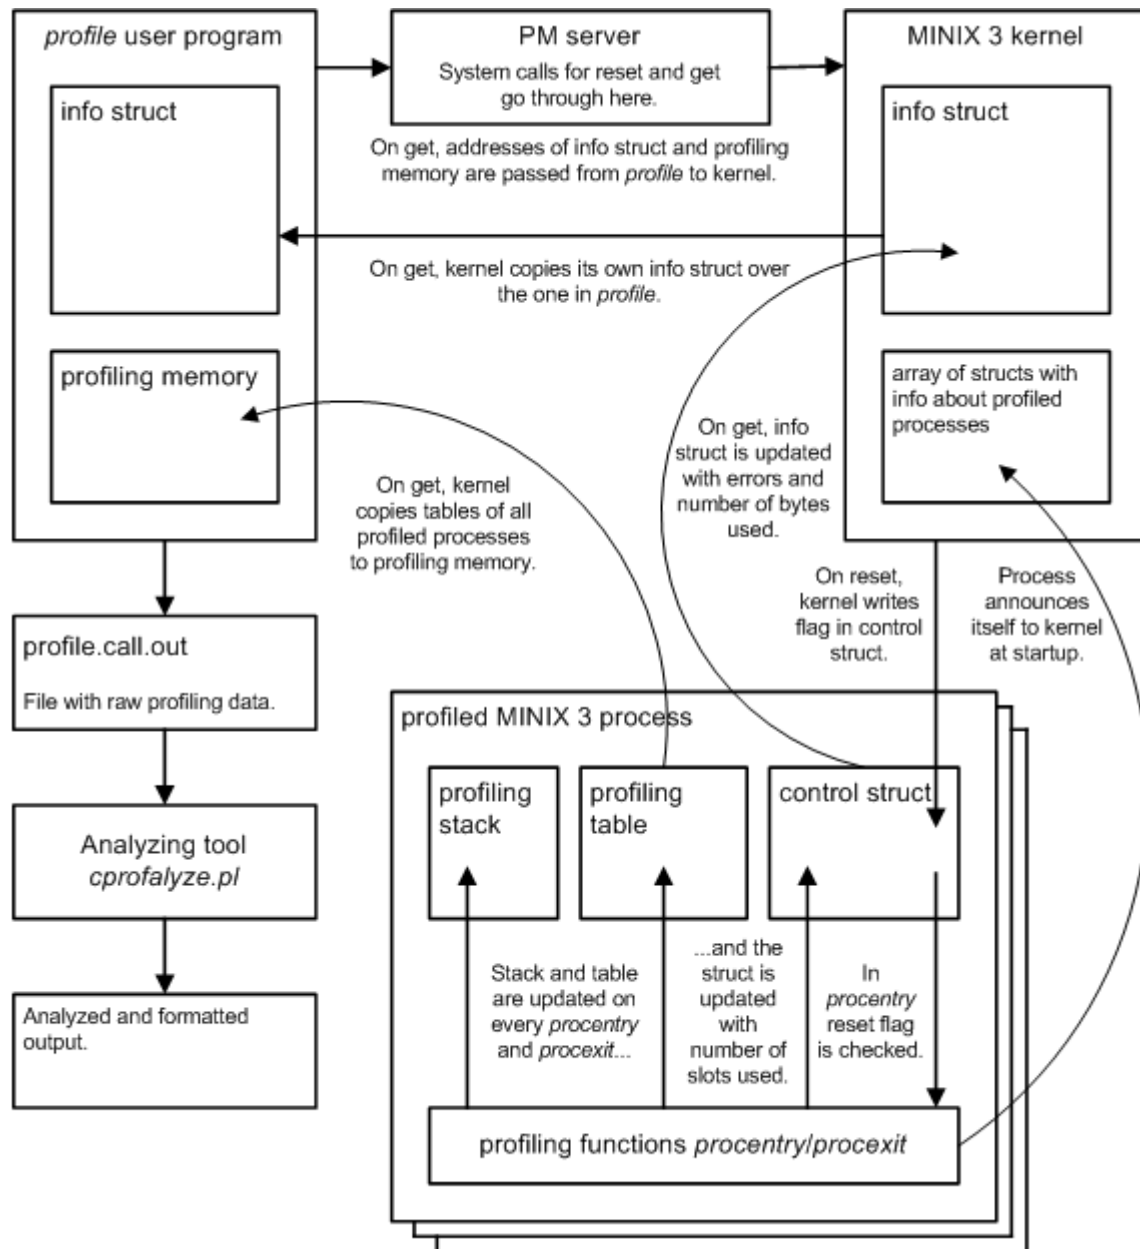 profile user program
info struct
profiling memory
PM server
System calls for reset and get
go through here.
On get, addresses of info struct and profiling
memory are passed from profile to kernel.
On get, kernel copies its own info struct over
the one in profile.
MINIX 3 kernel
info struct
array of structs with
info about profiled
processes
On get, info
struct is updated
with errors and
number of bytes
used.
On get, kernel
copies tables of all
profiled processes
to profiling memory.
On reset,
kernel writes
flag in control
struct.
Process
announces
itself to kernel
at startup.
profile.call.out
File with raw profiling data.
Analyzing tool
cprofalyze.pl
Analyzed and formatted
output.
profiled MINIX 3 process
profiling
stack
profiling
table
control struct
Stack and table
are updated on
every procentry
and procexit...
...and the
struct is
updated
with
number of
slots used.
In
procentry
reset flag
is checked.
profiling functions procentry/procexit